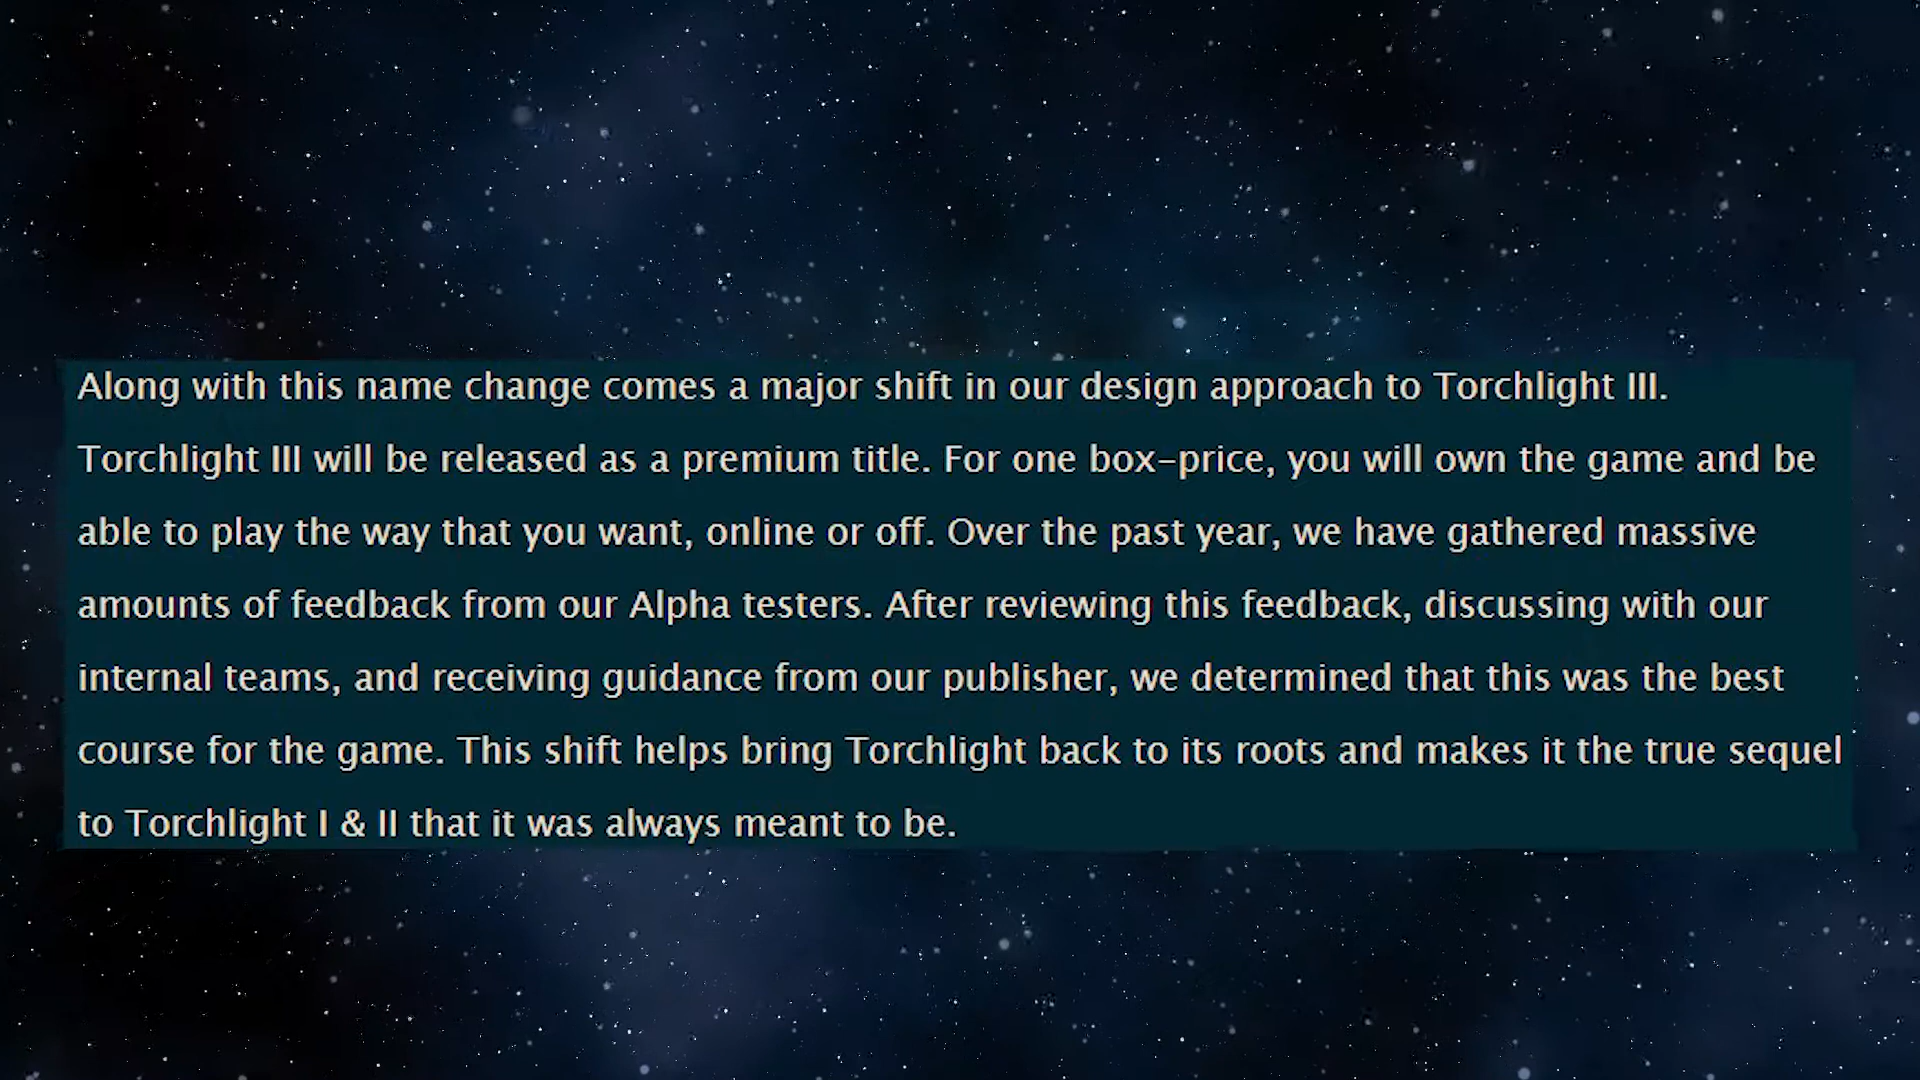 Along with this name change comes a major shift in our design approach to Torchlight III.
Torchlight III will be released as a premium title. For one box-price, you will own the game and be
able to play the way that you want, online or off. Over the past year, we have gathered massive
amounts of feedback from our Alpha testers. After reviewing this feedback, discussing with our
internal teams, and receiving guidance from our publisher, we determined that this was the best
course for the game. This shift helps bring Torchlight back to its roots and makes it the true sequel
to Torchlight I & II that it was always meant to be.